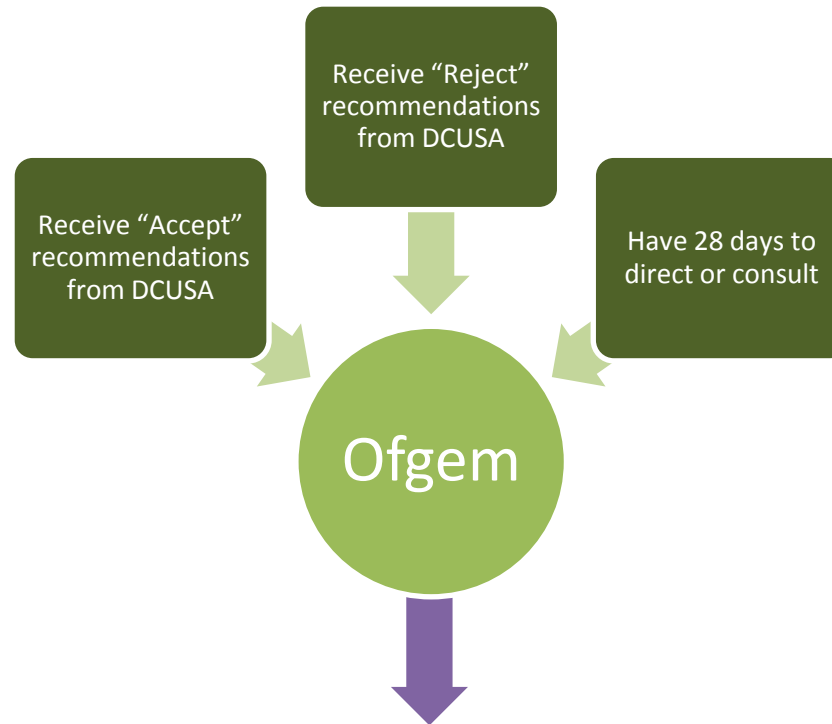 Receive “Accept”
recommendations
from DCUSA
Receive “Reject”
recommendations
from DCUSA
Have 28 days to
direct or consult
Ofgem